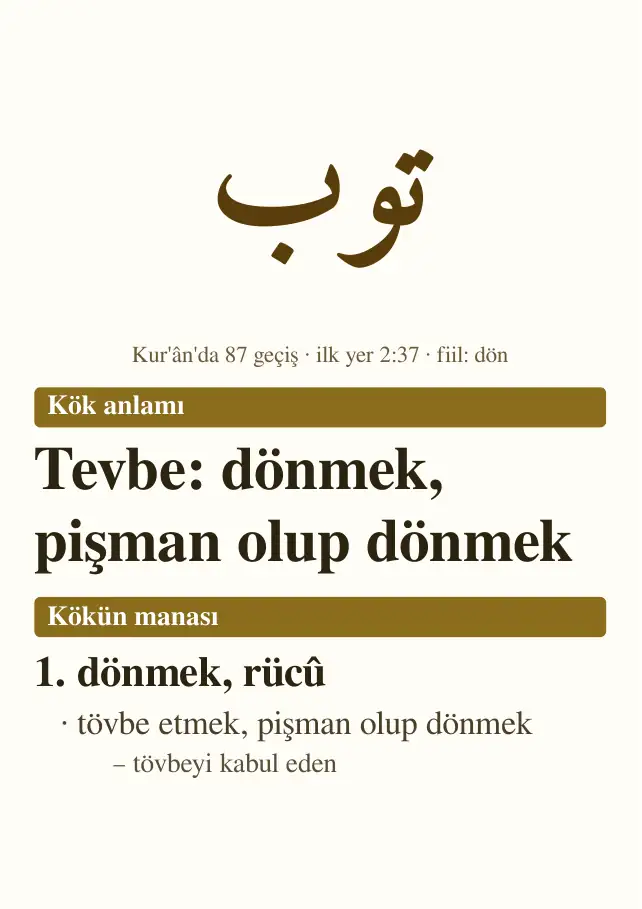 توب
Kur'ân'da 87 geçiş · ilk yer 2:37 · fiil: dön
Kök anlamı
Tevbe: dönmek,
pişman olup dönmek
Kökün manası
1. dönmek, rücû
· tövbe etmek, pişman olup dönmek
– tövbeyi kabul eden